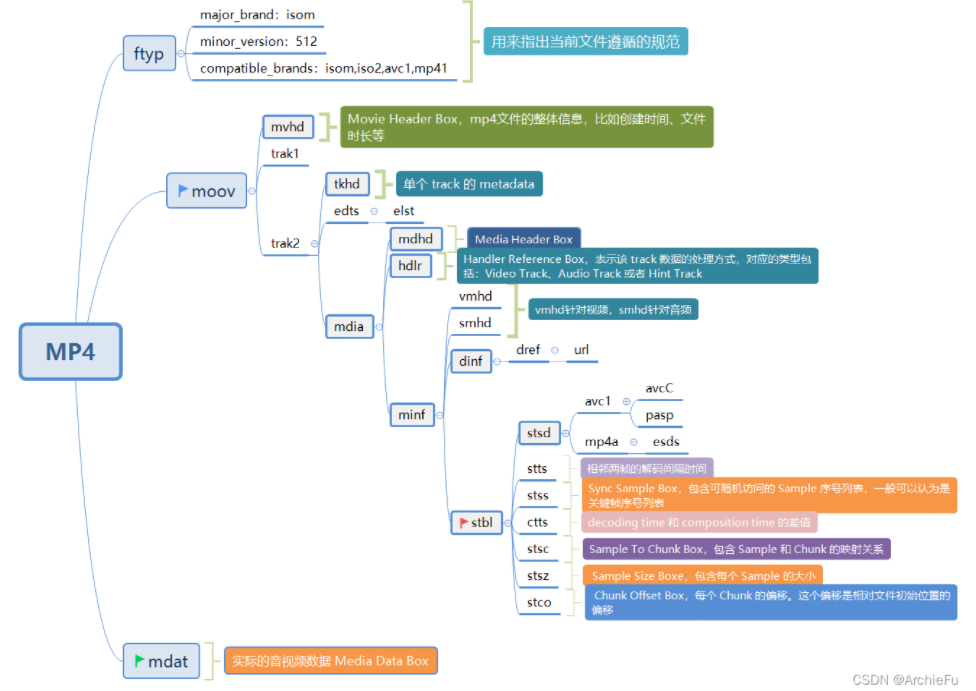 major_brand：isom
minor_version：512
compatible_brands：isom,iso2,avc1,mp41
ftyp
用来指出当前文件遵循的规范
mvhd
Movie Header Box，mp4文件的整体信息，比如创建时间、文件
时长等
trak1
moov
tkhd
单个 track 的 metadata
edts
elst
trak2
mdhd
Media Header Box
hdlr
Handler Reference Box，表示该 track 数据的处理方式，对应的类型包
括：Video Track、Audio Track 或者 Hint Track
mdia
vmhd
smhd
vmhd针对视频，smhd针对音频
MP4
dinf
dref
url
minf
stsd
avc1
avcC
pasp
mp4a
esds
stbl
stts
相邻两帧的解码间隔时间
stss
Sync Sample Box，包含可随机访问的 Sample 序号列表，一般可以认为是
关键帧序号列表
ctts
decoding time 和 composition time 的差值
stsc
Sample To Chunk Box，包含 Sample 和 Chunk 的映射关系
stsz
Sample Size Boxe，包含每个 Sample 的大小
stco
Chunk Offset Box，每个 Chunk 的偏移。这个偏移是相对文件初始位置的
偏移
mdat
实际的音视频数据 Media Data Box
CSDN @ArchieFu